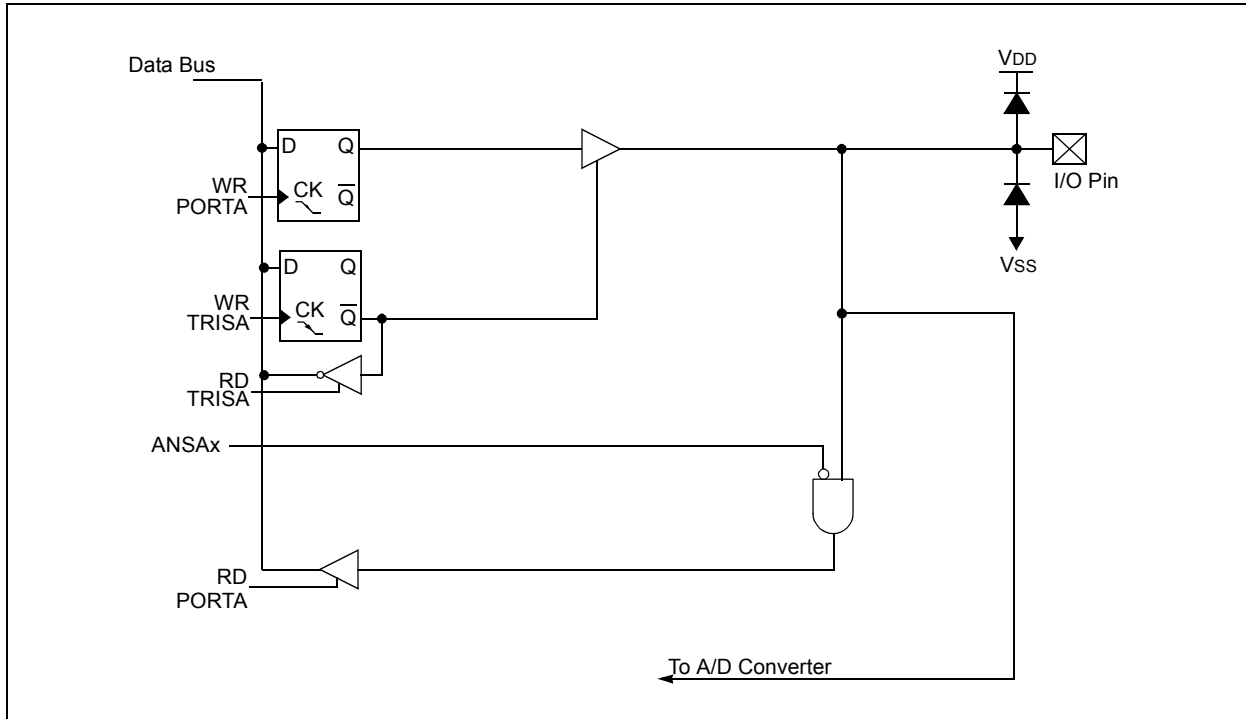 Data Bus
VDD
D Q
WR
PORTA
CK Q̅
I/O Pin
D Q
VSS
WR
TRISA
CK Q̅
RD
TRISA
ANSAx
RD
PORTA
To A/D Converter